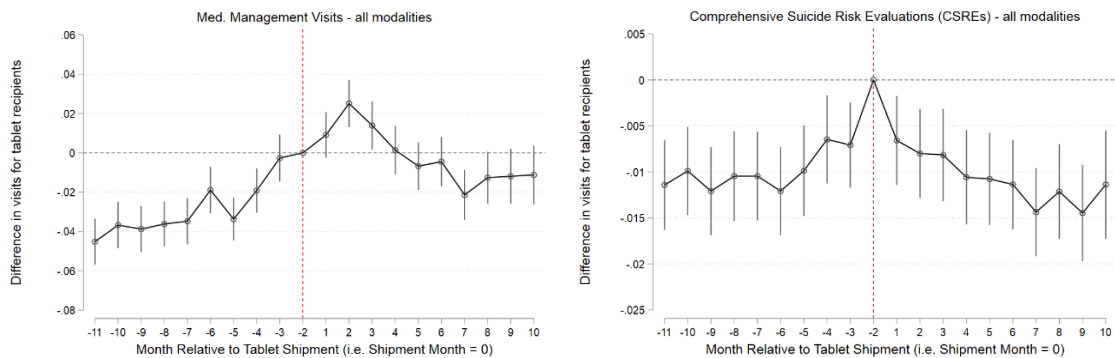 Med. Management Visits - all modalities
Difference in visits for tablet recipients
.06
.04
.02
0
-.02
-.04
-.06
-.08
-11 -10 -9 -8 -7 -6 -5 -4 -3 -2 1 2 3 4 5 6 7 8 9 10
Month Relative to Tablet Shipment (i.e. Shipment Month = 0)
Comprehensive Suicide Risk Evaluations (CSREs) - all modalities
Difference in visits for tablet recipients
.005
0
-.005
-.01
-.015
-.02
-.025
-11 -10 -9 -8 -7 -6 -5 -4 -3 -2 1 2 3 4 5 6 7 8 9 10
Month Relative to Tablet Shipment (i.e. Shipment Month = 0)